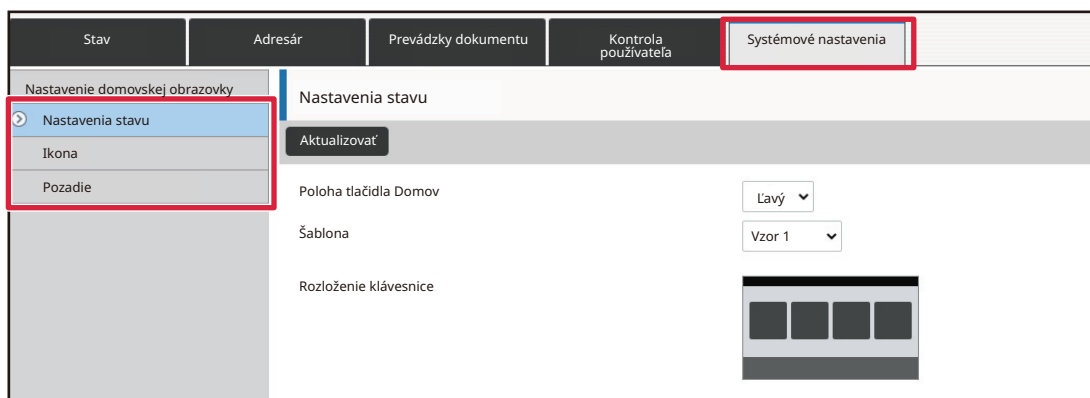 Stav
Adresár
Prevádzky dokumentu
Kontrola
používateľa
Systémové nastavenia
Nastavenie domovskej obrazovky
Nastavenia stavu
Ikona
Pozadie
Nastavenia stavu
Aktualizovať
Poloha tlačidla Domov
Ľavý
Šablona
Vzor 1
Rozloženie klávesnice